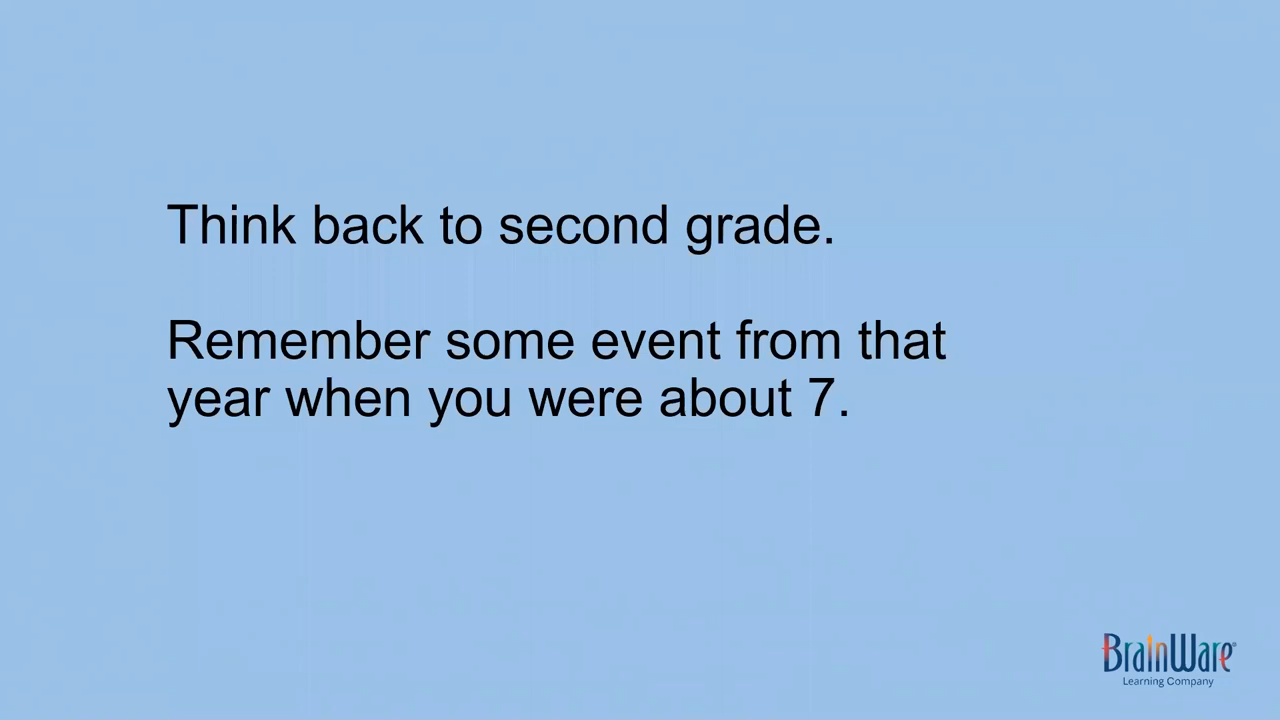 Think back to second grade.
Remember some event from that
year when you were about 7.
BrainWare®
Learning Company